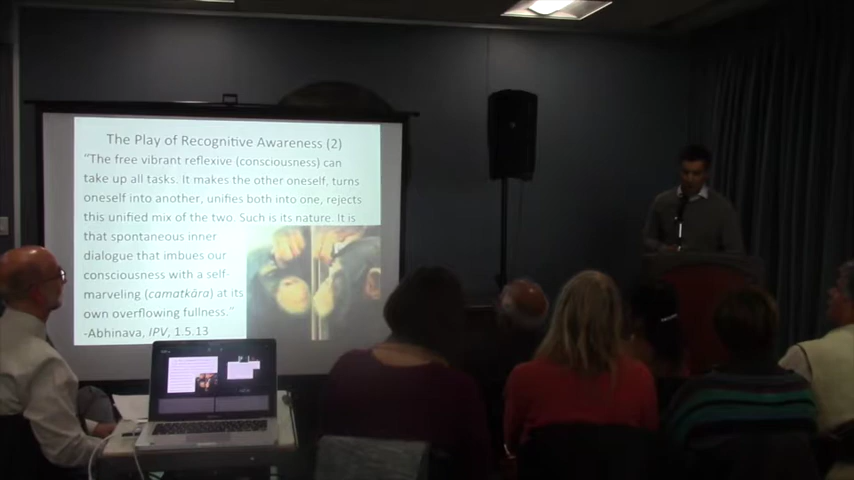 The Play of Recognitive Awareness (2)
"The free vibrant reflexive (consciousness) can
take up all tasks. It makes the other oneself, turns
oneself into another, unifies both into one, rejects
this unified mix of the two. Such is its nature. It is
that spontaneous inner
dialogue that imbues our
consciousness with a self-
marveling (camatkāra) at its
own overflowing fullness."
-Abhinava, IPV, 1.5.13